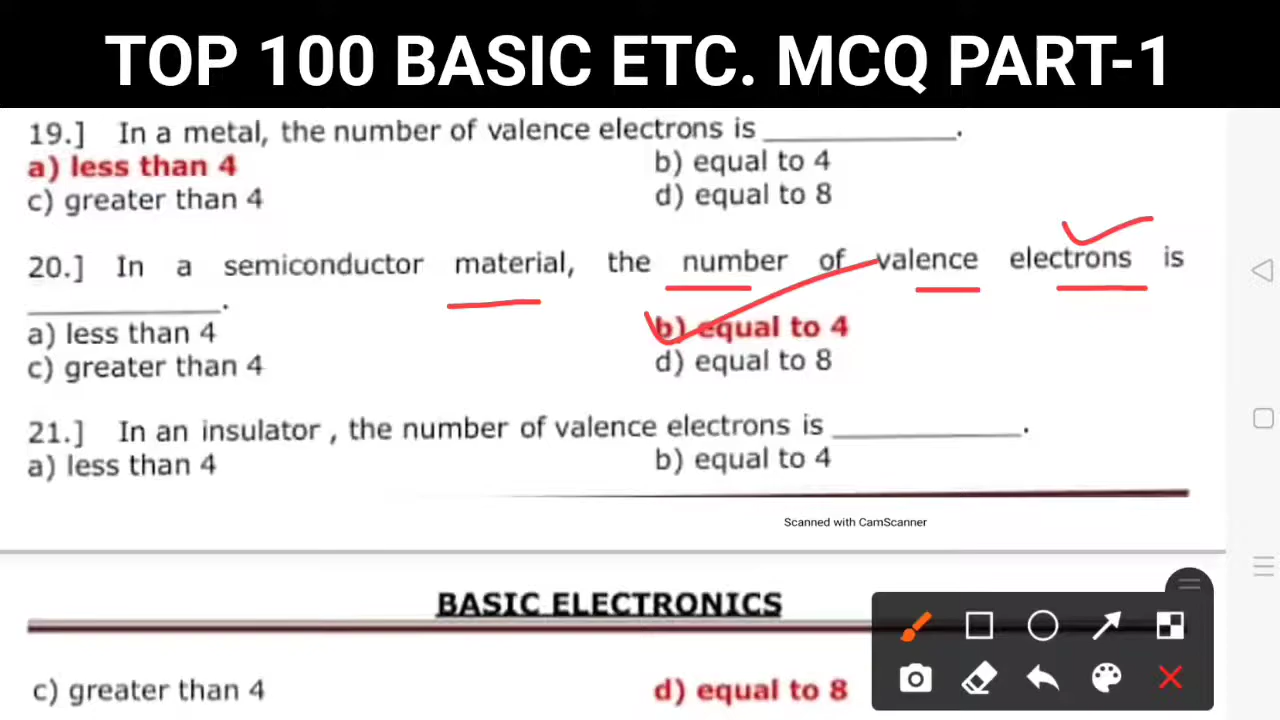 TOP 100 BASIC ETC. MCQ PART-1
19.] In a metal, the number of valence electrons is ____________.
a) less than 4 b) equal to 4
c) greater than 4 d) equal to 8
20.] In a semiconductor material, the number of valence electrons is
____________.
a) less than 4 b) equal to 4
c) greater than 4 d) equal to 8
21.] In an insulator , the number of valence electrons is ____________.
a) less than 4 b) equal to 4
Scanned with CamScanner
BASIC ELECTRONICS
c) greater than 4 d) equal to 8